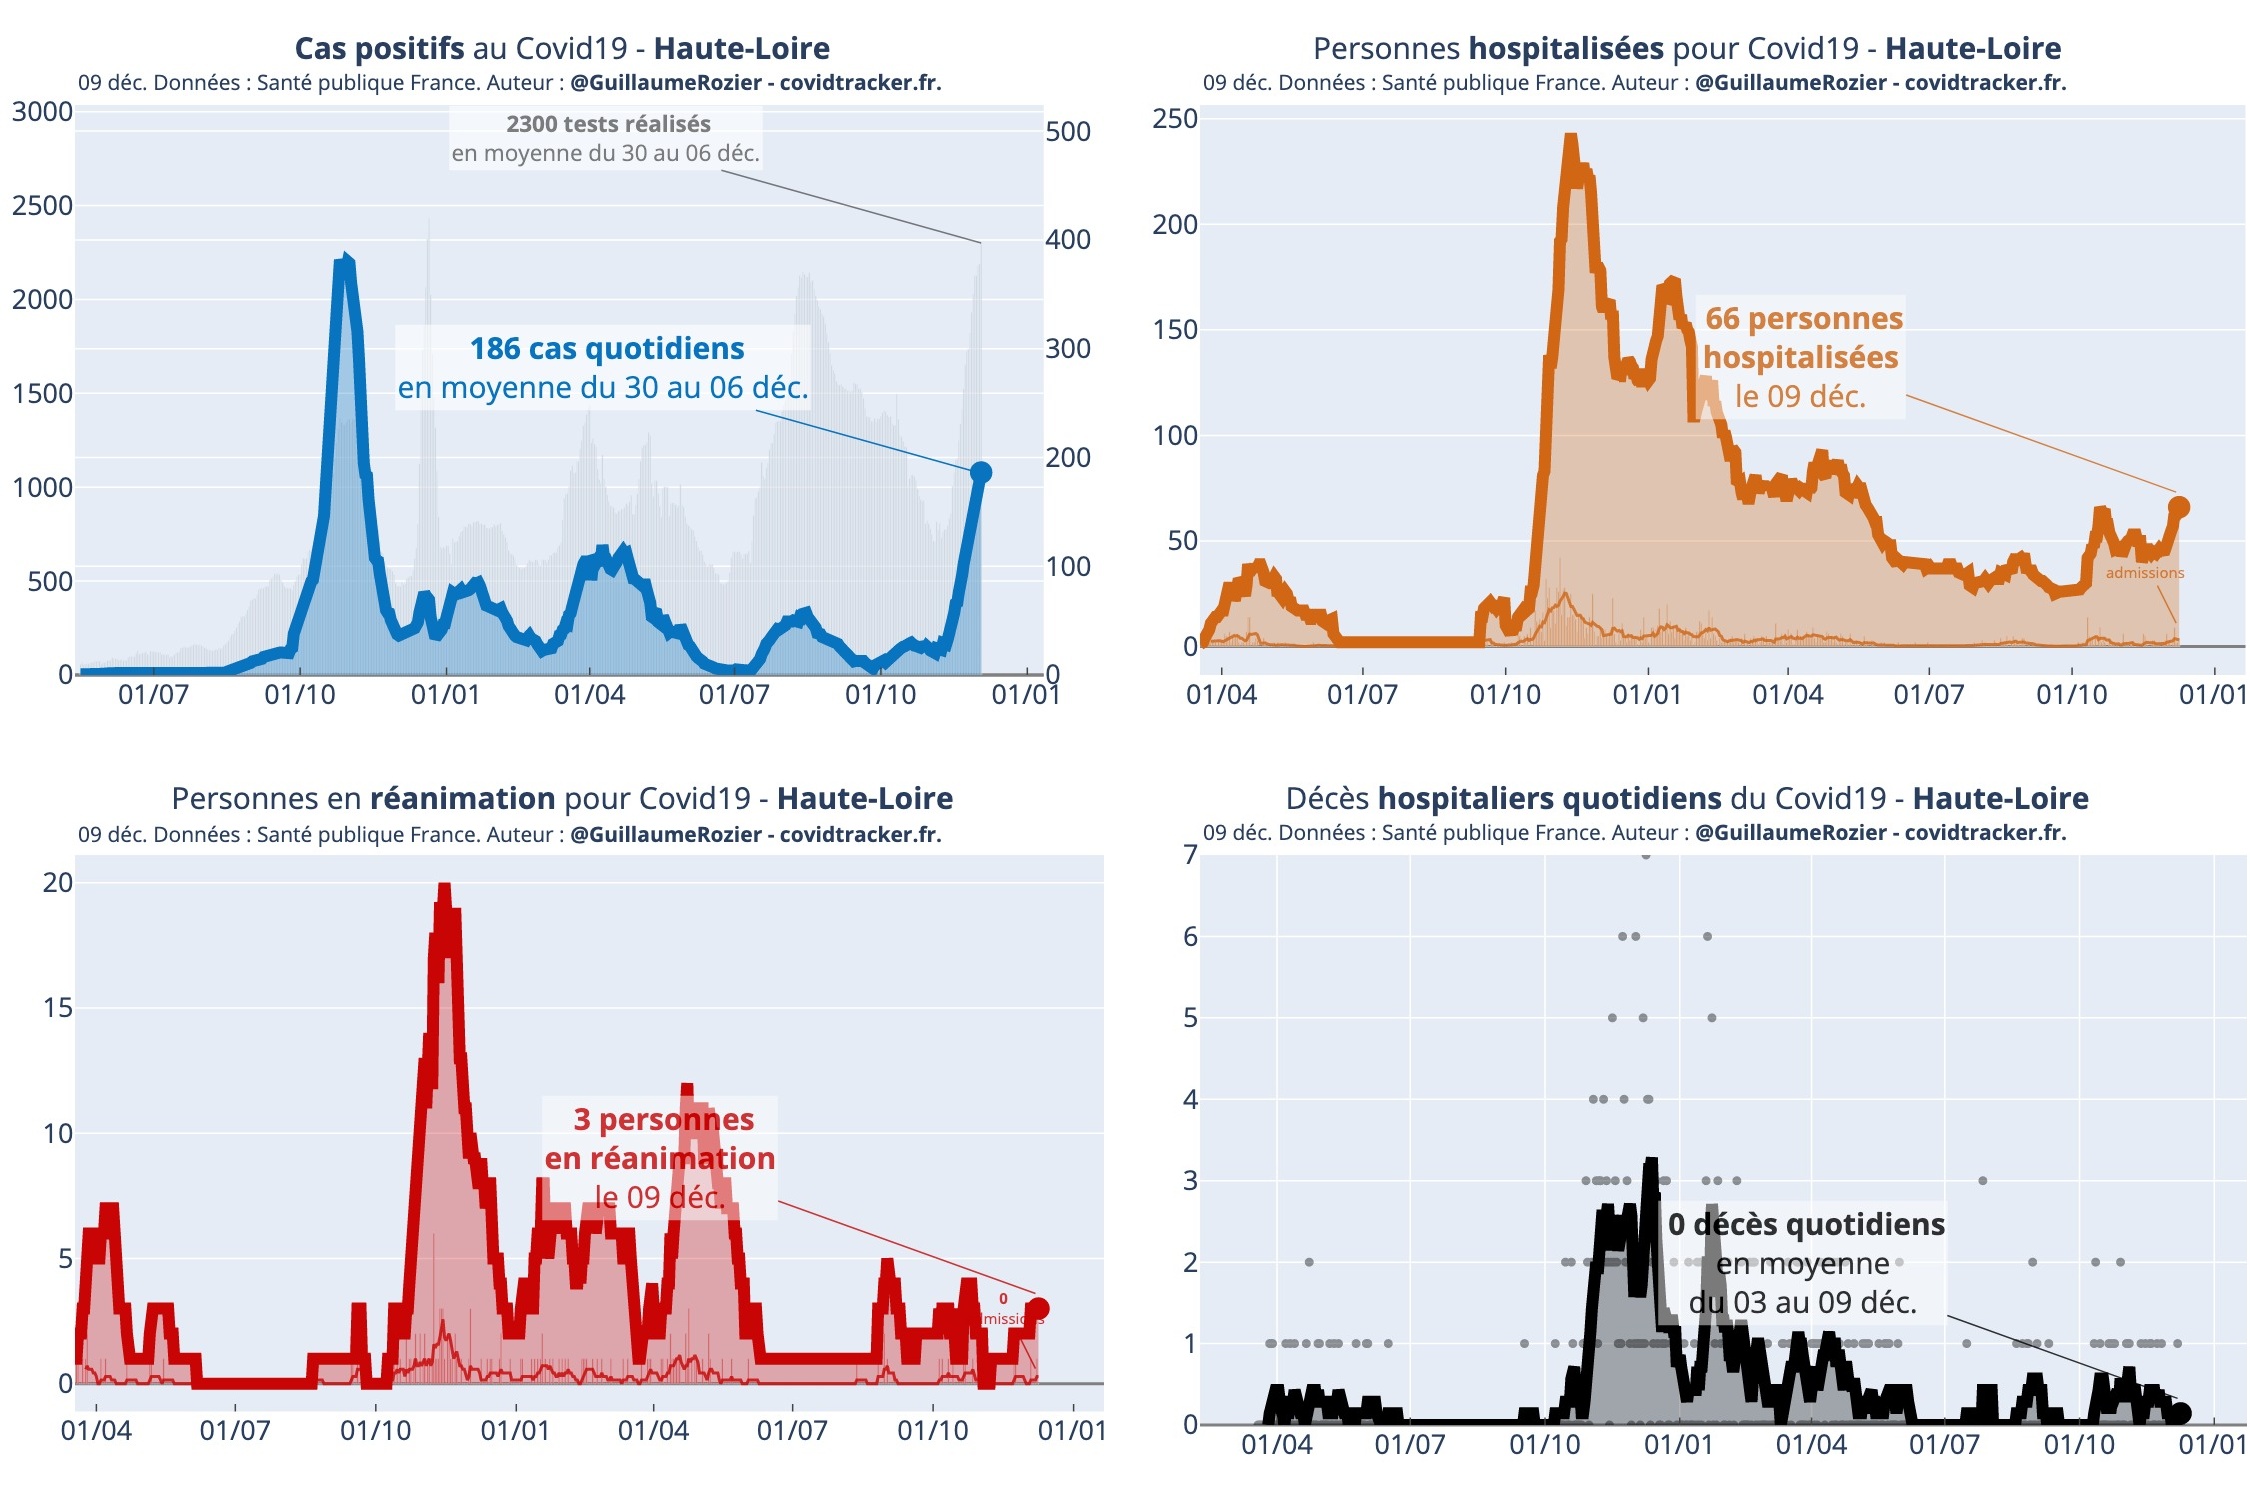 Cas positifs au Covid19 - Haute-Loire
09 déc. Données : Santé publique France. Auteur : @GuillaumeRozier - covidtracker.fr.
3000
2500
2000
1500
1000
500
0
500
400
300
200
100
0
2300 tests réalisés
en moyenne du 30 au 06 déc.
186 cas quotidiens
en moyenne du 30 au 06 déc.
01/07 01/10 01/01 01/04 01/07 01/10 01/01
Personnes hospitalisées pour Covid19 - Haute-Loire
09 déc. Données : Santé publique France. Auteur : @GuillaumeRozier - covidtracker.fr.
250
200
150
100
50
0
66 personnes
hospitalisées
le 09 déc.
admissions
01/04 01/07 01/10 01/01 01/04 01/07 01/10 01/01
Personnes en réanimation pour Covid19 - Haute-Loire
09 déc. Données : Santé publique France. Auteur : @GuillaumeRozier - covidtracker.fr.
20
15
10
5
0
3 personnes
en réanimation
le 09 déc.
0
admissions
01/04 01/07 01/10 01/01 01/04 01/07 01/10 01/01
Décès hospitaliers quotidiens du Covid19 - Haute-Loire
09 déc. Données : Santé publique France. Auteur : @GuillaumeRozier - covidtracker.fr.
7
6
5
4
3
2
1
0
0 décès quotidiens
en moyenne
du 03 au 09 déc.
01/04 01/07 01/10 01/01 01/04 01/07 01/10 01/01